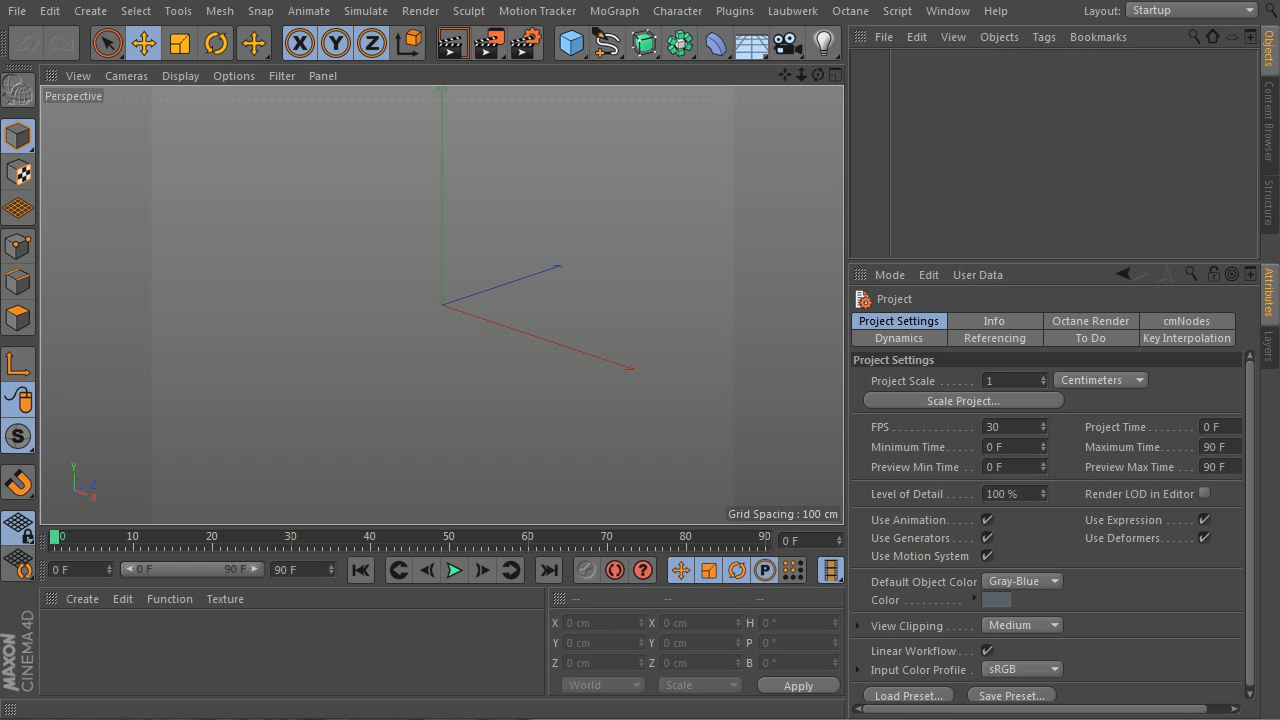 File Edit Create Select Tools Mesh Snap Animate Simulate Render Sculpt Motion Tracker MoGraph Character Plugins Laubwerk Octane Script Window Help Layout: Startup
X Y Z
File Edit View Objects Tags Bookmarks
Objects
Content Browser
Structure
View Cameras Display Options Filter Panel
Perspective
Y
Z
X
Grid Spacing : 100 cm
Mode Edit User Data
Attributes
Layers
Project
Project Settings Info Octane Render cmNodes
Dynamics Referencing To Do Key Interpolation
Project Settings
Project Scale . . . . . . 1 Centimeters
Scale Project...
FPS . . . . . . . . . . . . . . 30 Project Time . . . . . . . . 0 F
Minimum Time. . . . 0 F Maximum Time. . . . . 90 F
Preview Min Time . . 0 F Preview Max Time . . . 90 F
Level of Detail . . . . . 100 % Render LOD in Editor
Use Animation. . . . . Use Expression . . . . .
Use Generators . . . . Use Deformers. . . . .
Use Motion System
Default Object Color Gray-Blue
Color . . . . . . . . . . .
View Clipping . . . . . Medium
Linear Workflow . . .
Input Color Profile . sRGB
Load Preset... Save Preset...
0 10 20 30 40 50 60 70 80 90 0 F
0 F 0 F 90 F 90 F
S
P
?
Create Edit Function Texture
-- -- --
X 0 cm X 0 cm H 0 °
Y 0 cm Y 0 cm P 0 °
Z 0 cm Z 0 cm B 0 °
World Scale Apply
MAXON
CINEMA 4D